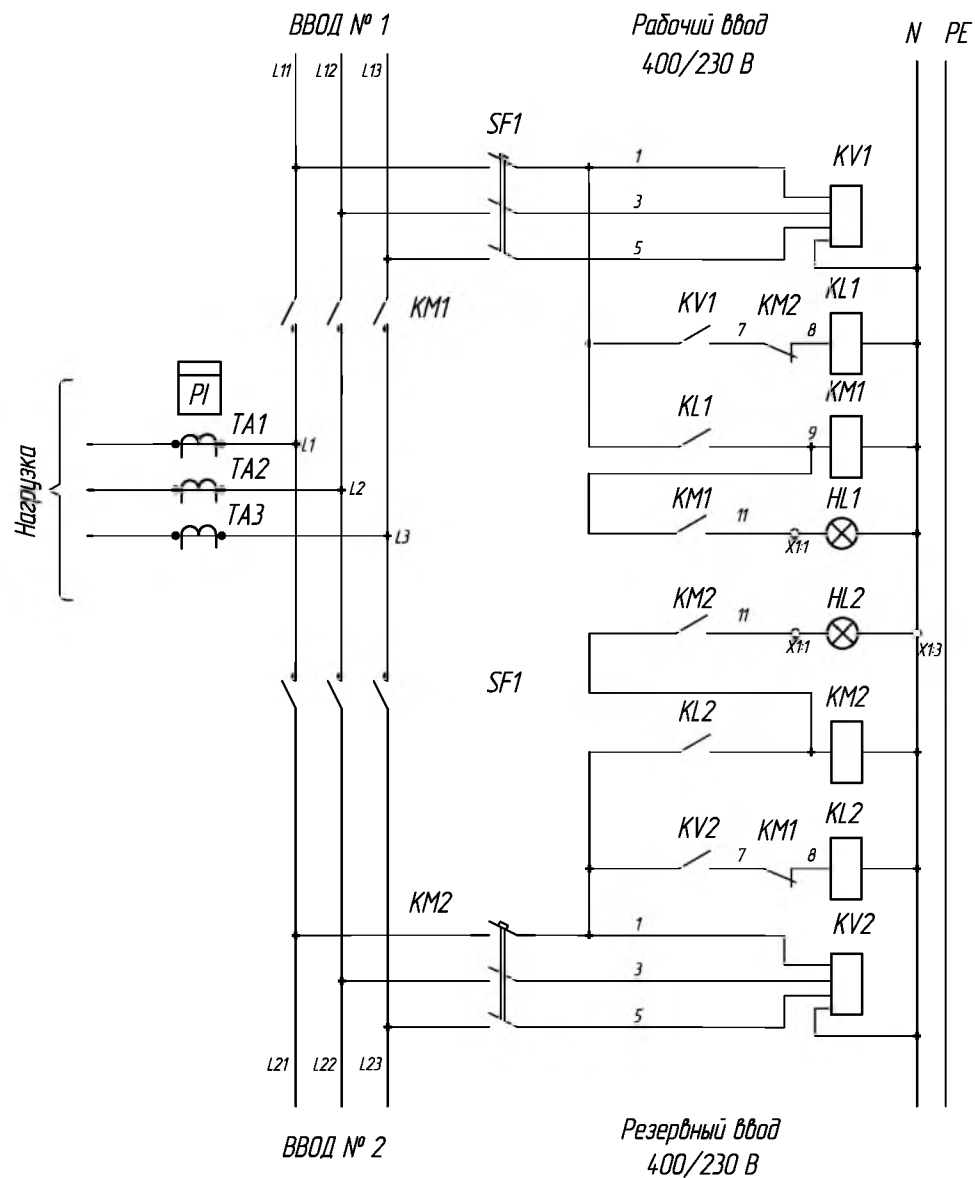 ВВОД № 1
Рабочий ввод
400/230 В
N
PE
L11
L12
L13
SF1
1
KV1
3
5
KM1
KV1
7
KM2
8
KL1
PI
TA1
L1
TA2
L2
TA3
L3
Нагрузка
KL1
9
KM1
KM1
11
X1:1
HL1
KM2
11
X1:1
HL2
X1:3
SF1
KL2
KM2
KV2
7
KM1
8
KL2
KM2
1
KV2
3
5
L21
L22
L23
ВВОД № 2
Резервный ввод
400/230 В